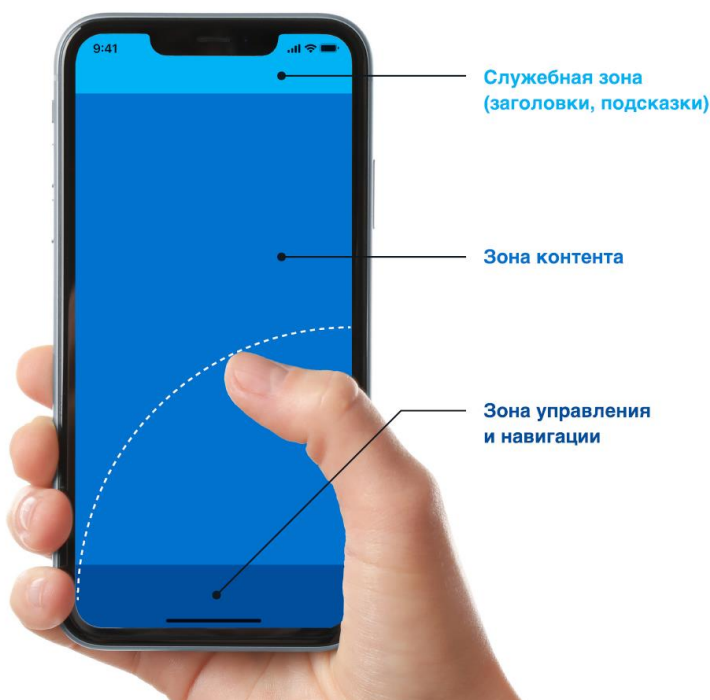 9:41
Служебная зона
(заголовки, подсказки)
Зона контента
Зона управления
и навигации